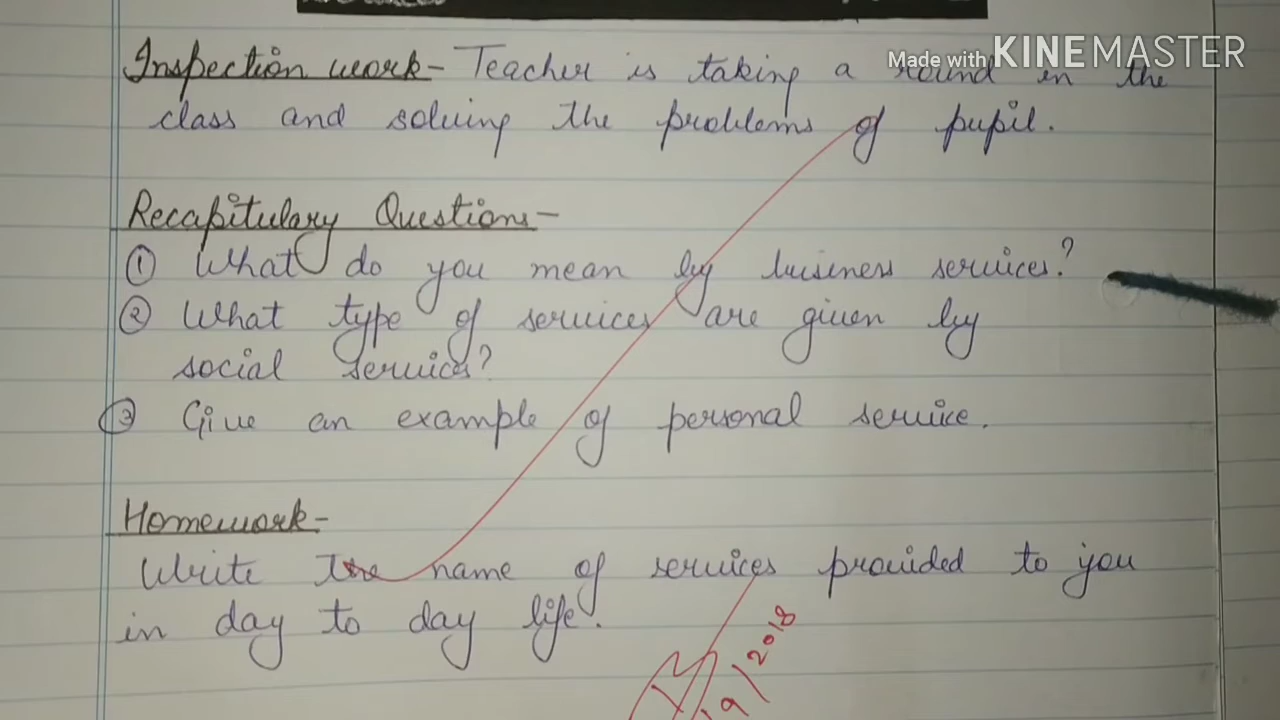 Made with KINEMASTER
Inspection work - Teacher is taking a round in the
class and solving the problems of pupil.
Recapitulary Questions -
① What do you mean by business services?
② What type of services are given by
social services?
③ Give an example of personal service.
Homework -
Write the name of services provided to you
in day to day life.
19/2018